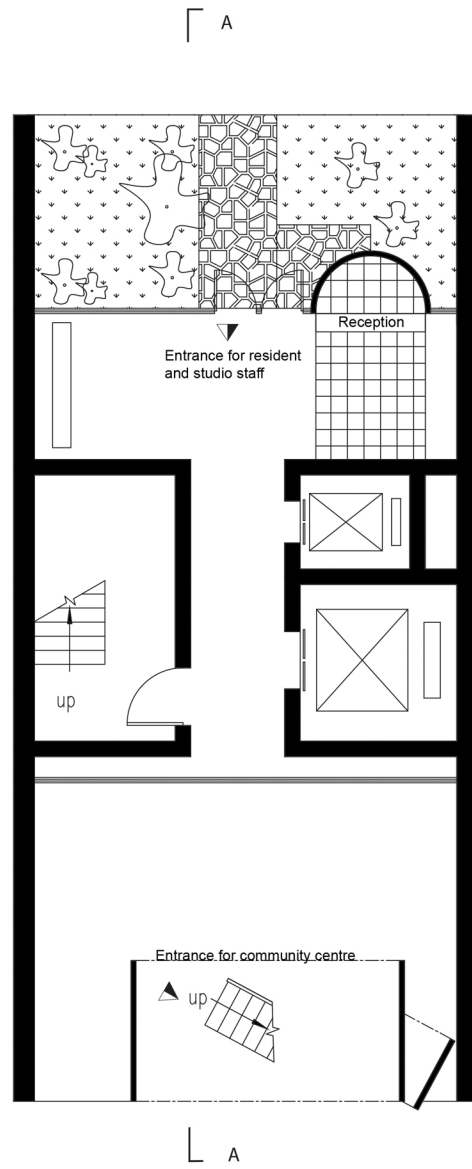 A
Reception
Entrance for resident
and studio staff
up
Entrance for community centre
up
A